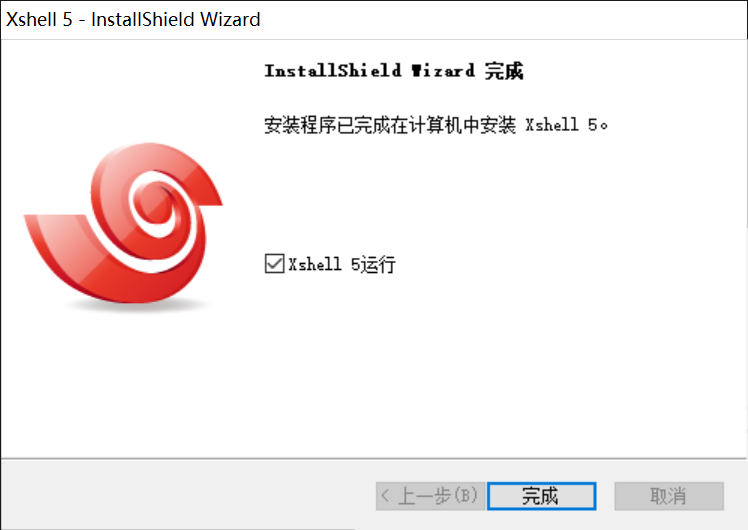 Xshell 5 - InstallShield Wizard
InstallShield Wizard 完成
安装程序已完成在计算机中安装 Xshell 5。
Xshell 5运行
< 上一步(B)
完成
取消